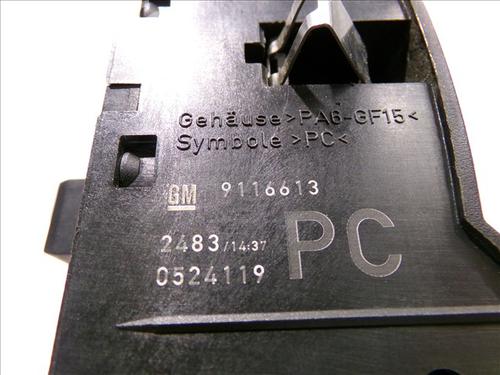 Gehäuse >PA6-GF15<
Symbole >PC<
GM 9116613
2483/14:37
0524119
PC